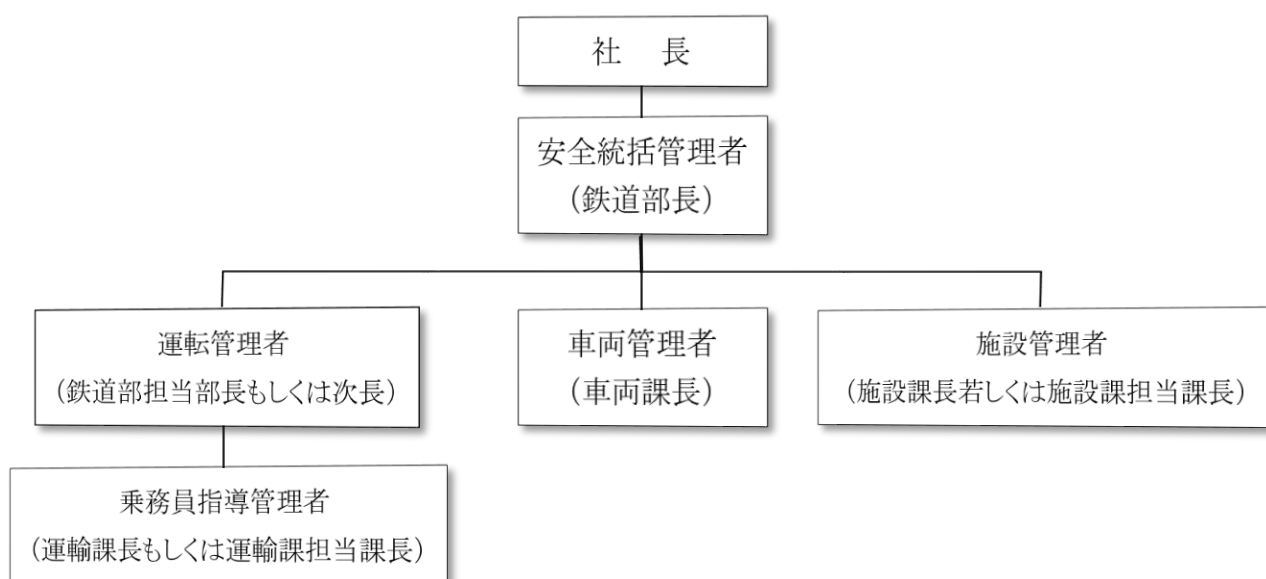 社　長
安全統括管理者
（鉄道部長）
運転管理者
（鉄道部担当部長もしくは次長）
車両管理者
（車両課長）
施設管理者
（施設課長若しくは施設課担当課長）
乗務員指導管理者
（運輸課長もしくは運輸課担当課長）